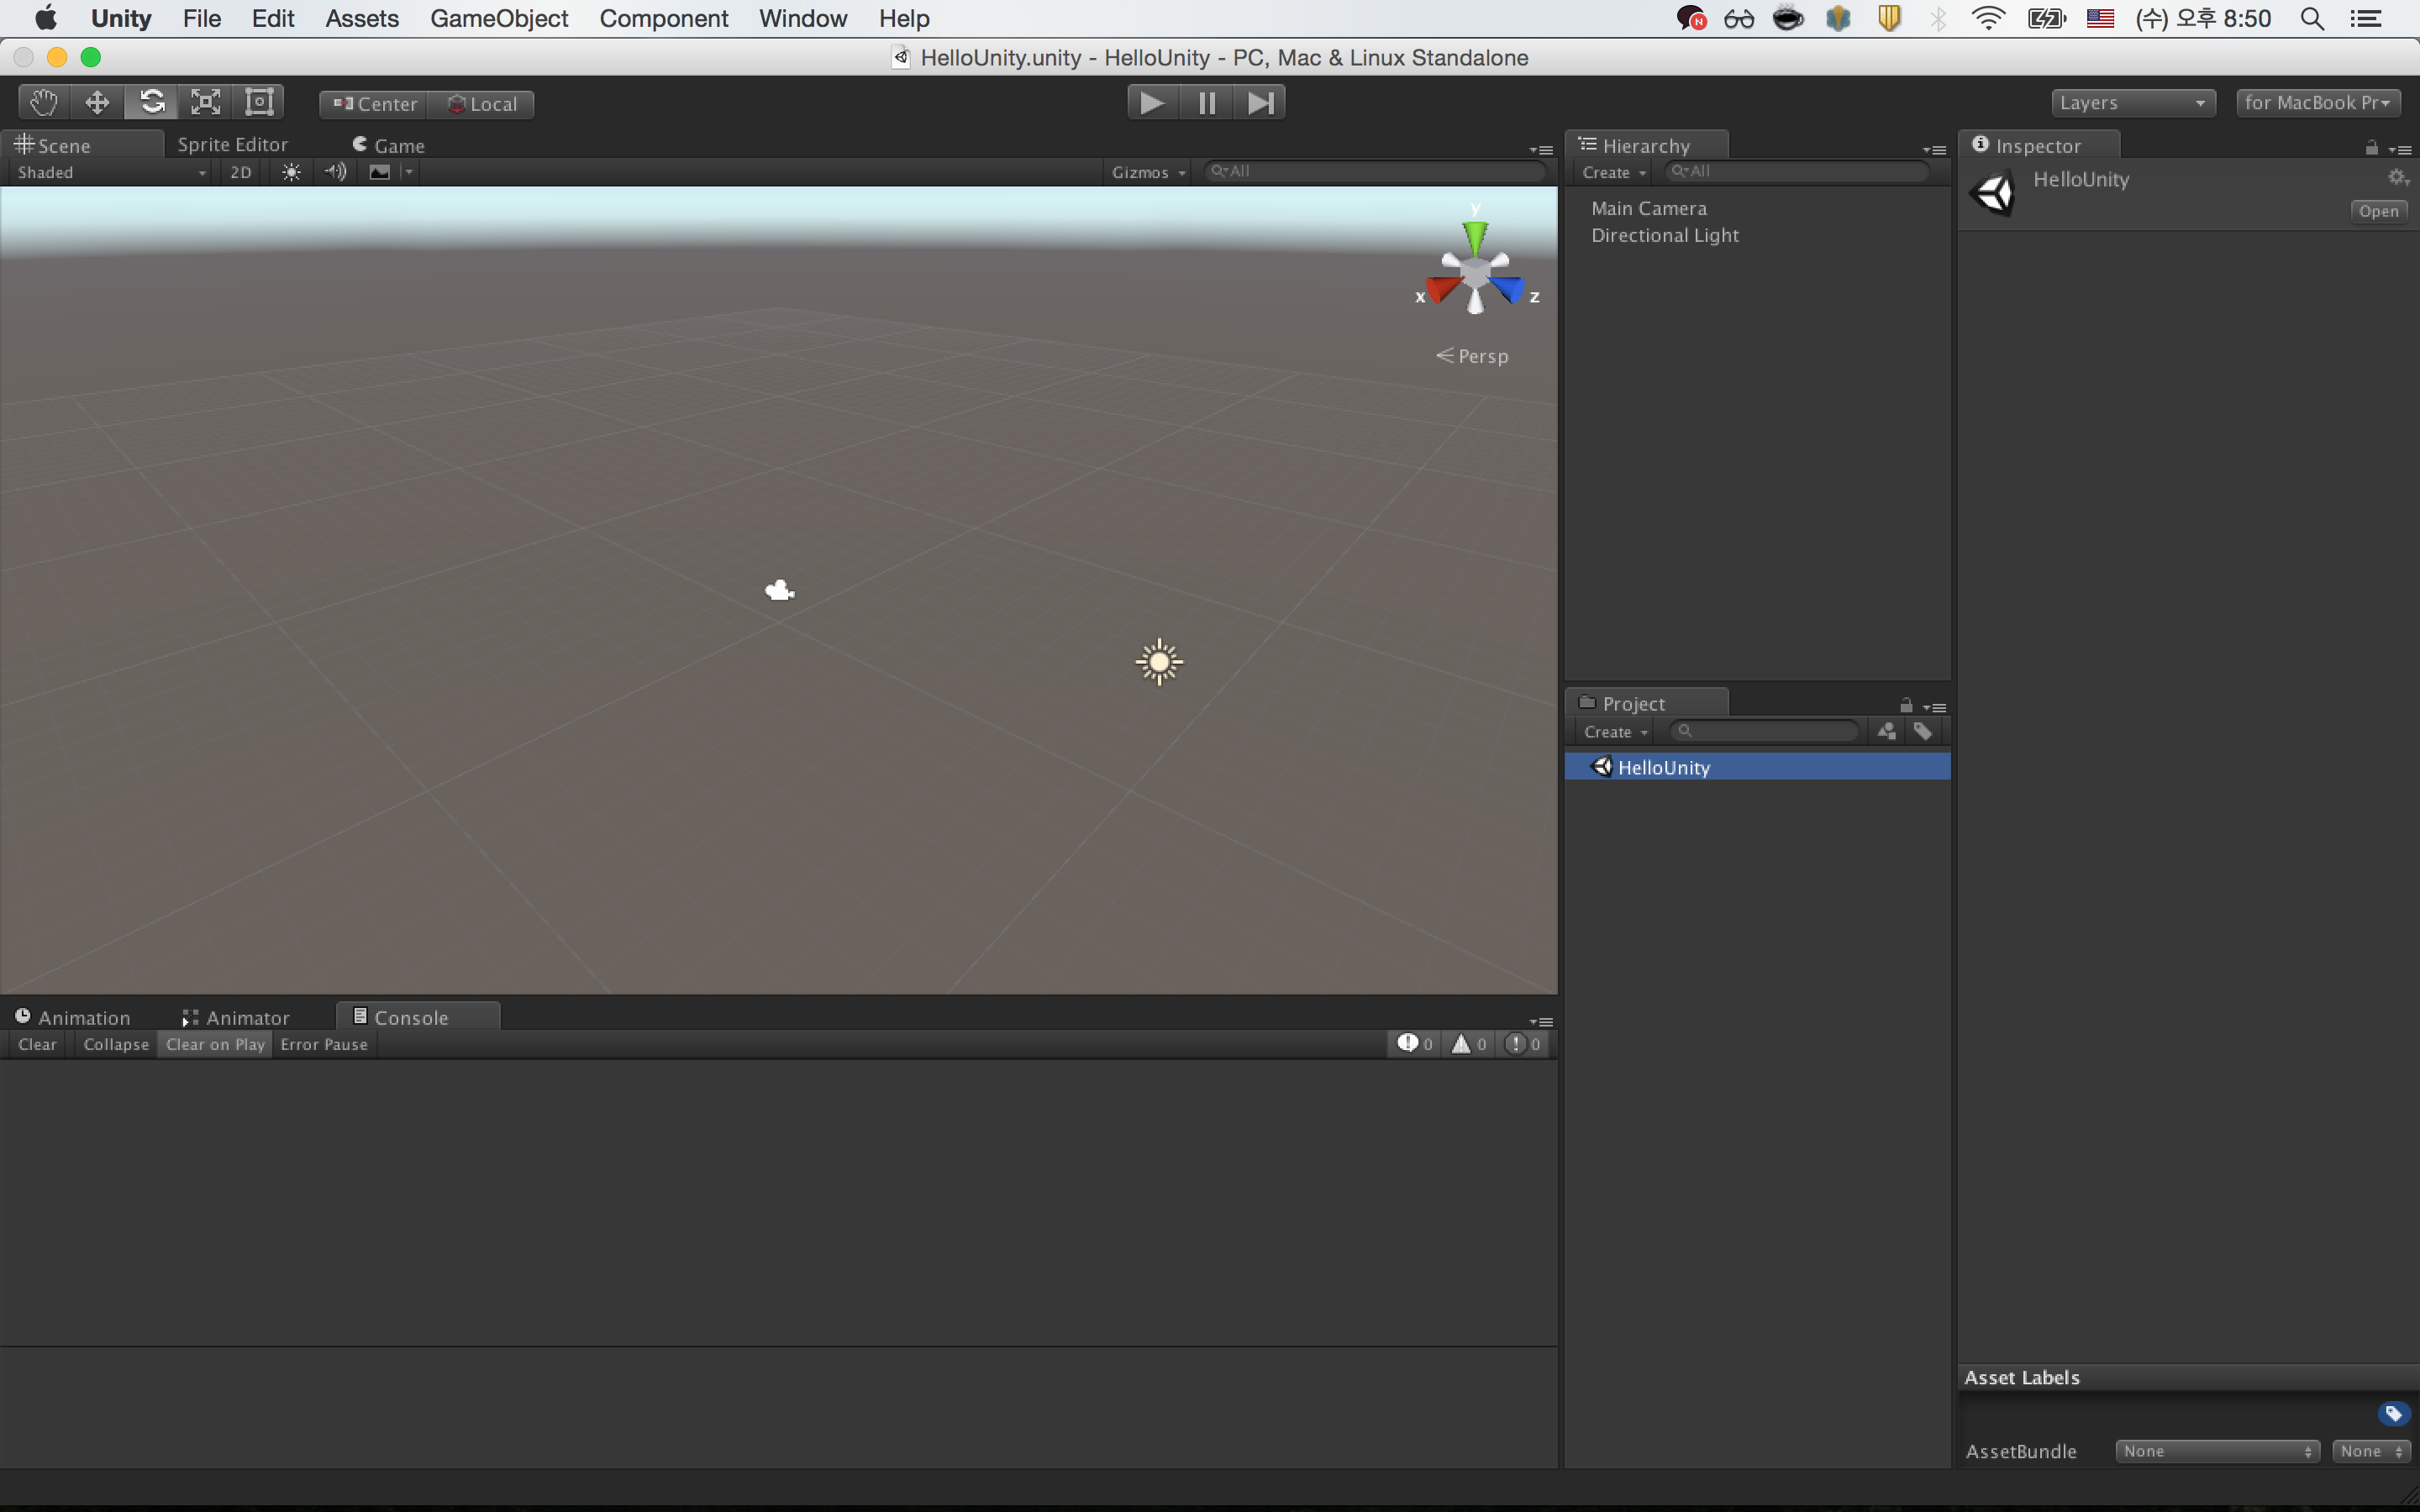 Unity File Edit Assets GameObject Component Window Help N (수) 오후 8:50
HelloUnity.unity - HelloUnity - PC, Mac & Linux Standalone
Center Local Layers for MacBook Pr
Scene Sprite Editor Game
Shaded 2D Gizmos All
y
x z
Persp
Hierarchy
Create All
Main Camera
Directional Light
Inspector
HelloUnity
Open
Project
Create
HelloUnity
Animation Animator Console
Clear Collapse Clear on Play Error Pause 0 0 0
Asset Labels
AssetBundle None None